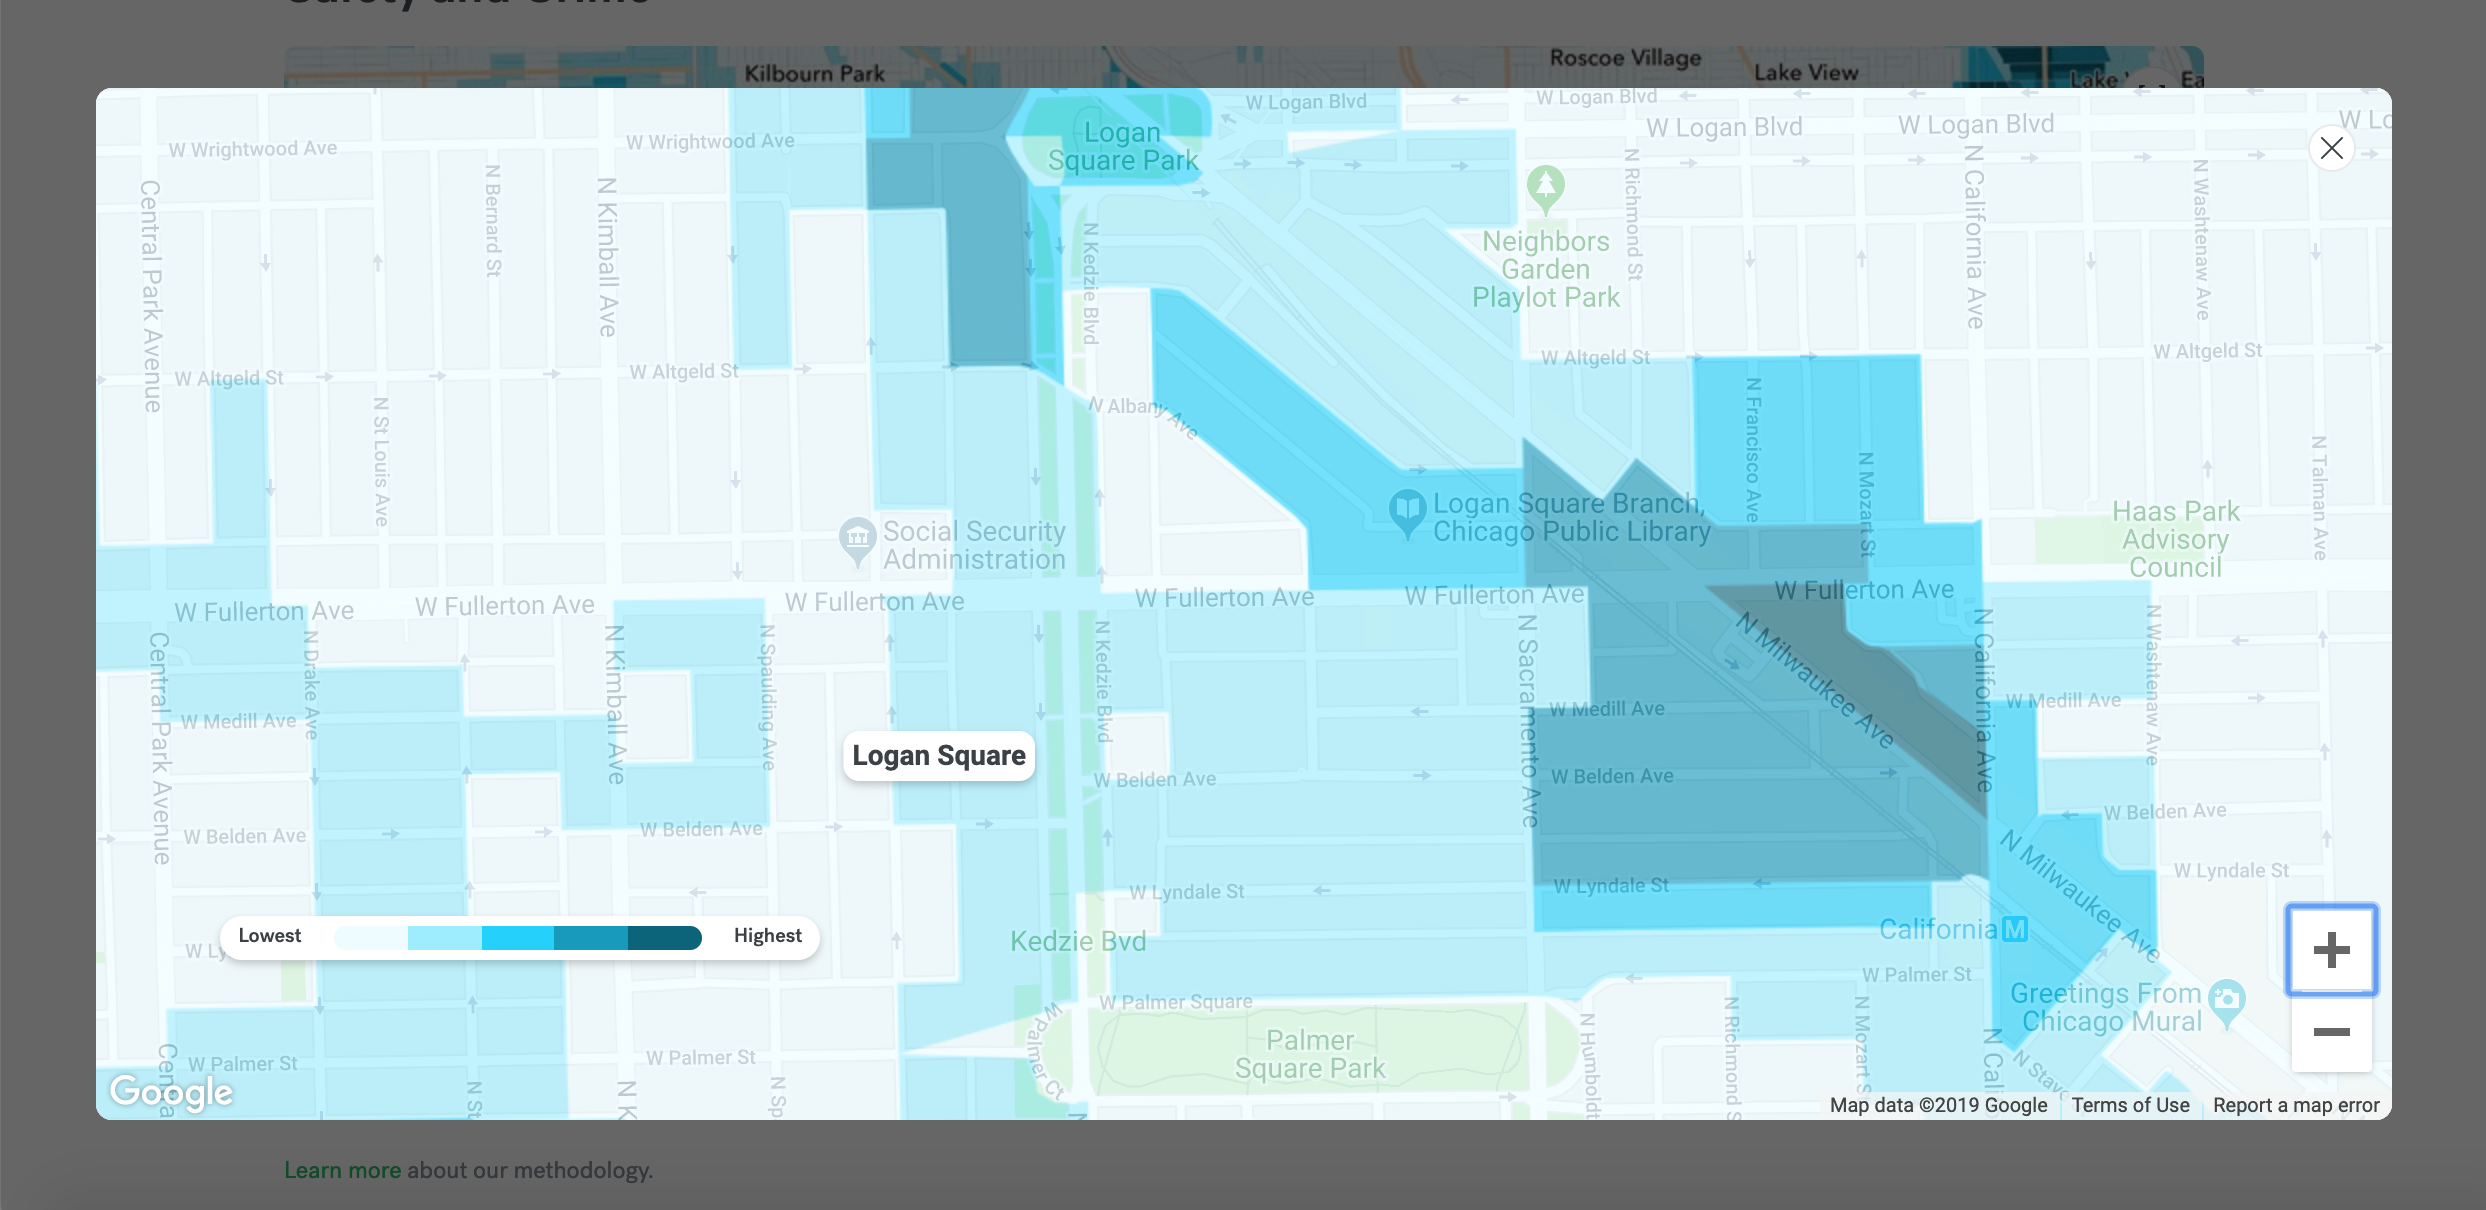 Safety and Crime
Kilbourn Park
Roscoe Village
Lake View
W Logan Blvd
W Logan Blvd
W Logan Blvd
W Logan Blvd
Logan
Square Park
W Wrightwood Ave
W Wrightwood Ave
N Bernard St
N Kimball Ave
Central Park Avenue
N Kedzie Blvd
N Richmond St
N California Ave
N Washtenaw Ave
Neighbors
Garden
Playlot Park
W Altgeld St
W Altgeld St
W Altgeld St
W Altgeld St
N St Louis Ave
N Albany Ave
N Francisco Ave
N Mozart St
N Talman Ave
Logan Square Branch,
Chicago Public Library
Haas Park
Advisory
Council
Social Security
Administration
W Fullerton Ave
W Fullerton Ave
W Fullerton Ave
W Fullerton Ave
W Fullerton Ave
W Fullerton Ave
Central Park Avenue
N Drake Ave
N Kimball Ave
N Spaulding Ave
N Kedzie Blvd
N Sacramento Ave
N Milwaukee Ave
N California Ave
N Washtenaw Ave
W Medill Ave
W Medill Ave
W Medill Ave
Logan Square
W Belden Ave
W Belden Ave
W Belden Ave
W Belden Ave
W Belden Ave
W Lyndale St
W Lyndale St
W Lyndale St
N Milwaukee Ave
Lowest
Highest
Kedzie Bvd
California M
W Palmer St
W Palmer Square
Greetings From
Chicago Mural
W Palmer St
W Palmer St
W Palmer Ct
Palmer
Square Park
N Humboldt
N Richmond S
N Mozart S
N Calif
Google
Map data ©2019 Google
Terms of Use
Report a map error
Learn more about our methodology.